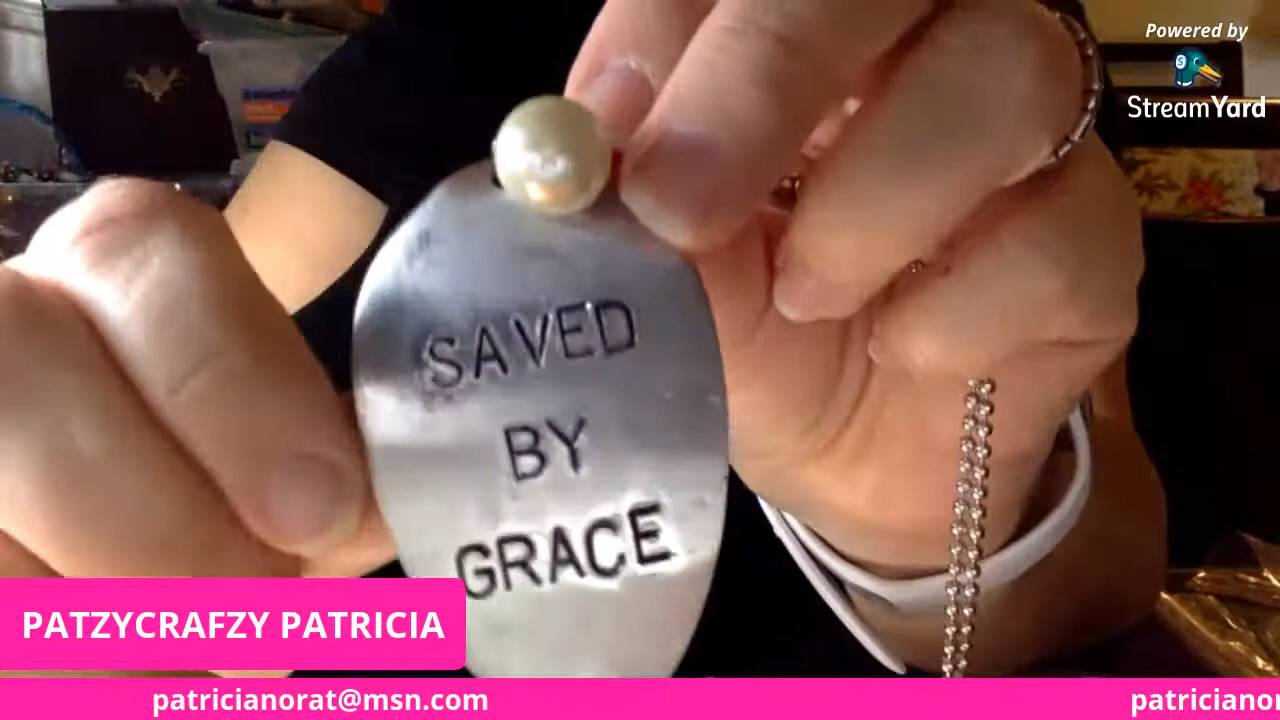 Powered by
StreamYard
SAVED
BY
GRACE
PATZYCRAFZY PATRICIA
patricianorat@msn.com
patricianor